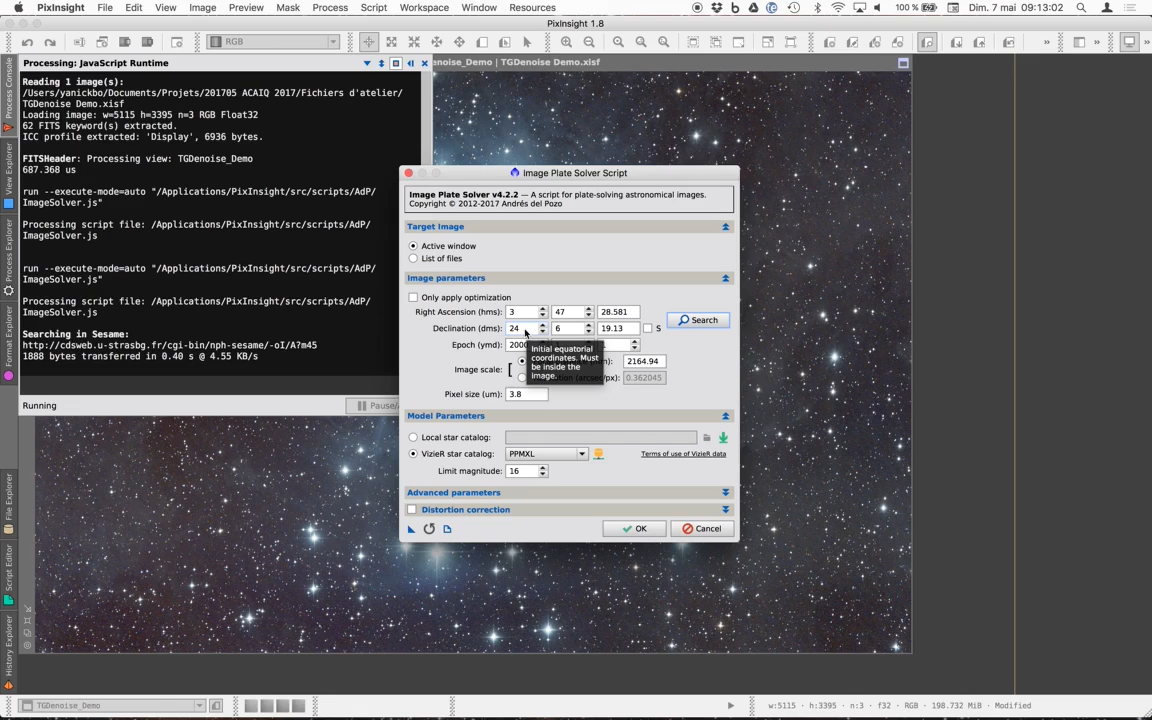 PixInsight File Edit View Image Preview Mask Process Script Workspace Window Resources 100 % Dim. 7 mai 09:13:02
PixInsight 1.8
RGB
Processing: JavaScript Runtime
enoise_Demo | TGDenoise Demo.xisf
Process Console
View Explorer
Process Explorer
Format Explorer
File Explorer
Script Editor
History Explorer
Reading 1 image(s):
/Users/yanickbo/Documents/Projets/201705 ACAIQ 2017/Fichiers d'atelier/
TGDenoise Demo.xisf
Loading image: w=5115 h=3395 n=3 RGB Float32
62 FITS keyword(s) extracted.
ICC profile extracted: 'Display', 6936 bytes.
FITSHeader: Processing view: TGDenoise_Demo
687.368 us
run --execute-mode=auto "/Applications/PixInsight/src/scripts/AdP/
ImageSolver.js"
Processing script file: /Applications/PixInsight/src/scripts/AdP/
ImageSolver.js
run --execute-mode=auto "/Applications/PixInsight/src/scripts/AdP/
ImageSolver.js"
Processing script file: /Applications/PixInsight/src/scripts/AdP/
ImageSolver.js
Searching in Sesame:
http://cdsweb.u-strasbg.fr/cgi-bin/nph-sesame/-oI/A?m45
1888 bytes transferred in 0.40 s @ 4.55 KB/s
Running
Pause/
Image Plate Solver Script
Image Plate Solver v4.2.2 — A script for plate-solving astronomical images.
Copyright © 2012-2017 Andrés del Pozo
Target Image
Active window
List of files
Image parameters
Only apply optimization
Right Ascension (hms): 3 47 28.581
Search
Declination (dms): 24 6 19.13 S
Epoch (ymd): 2000
Initial equatorial
coordinates. Must
be inside the
image.
Image scale:
2164.94
(arcsec/px): 0.362045
Pixel size (um): 3.8
Model Parameters
Local star catalog:
VizieR star catalog: PPMXL Terms of use of VizieR data
Limit magnitude: 16
Advanced parameters
Distortion correction
OK Cancel
TGDenoise_Demo
w:5115 · h:3395 · n:3 · f32 · RGB · 198.732 MiB · Modified